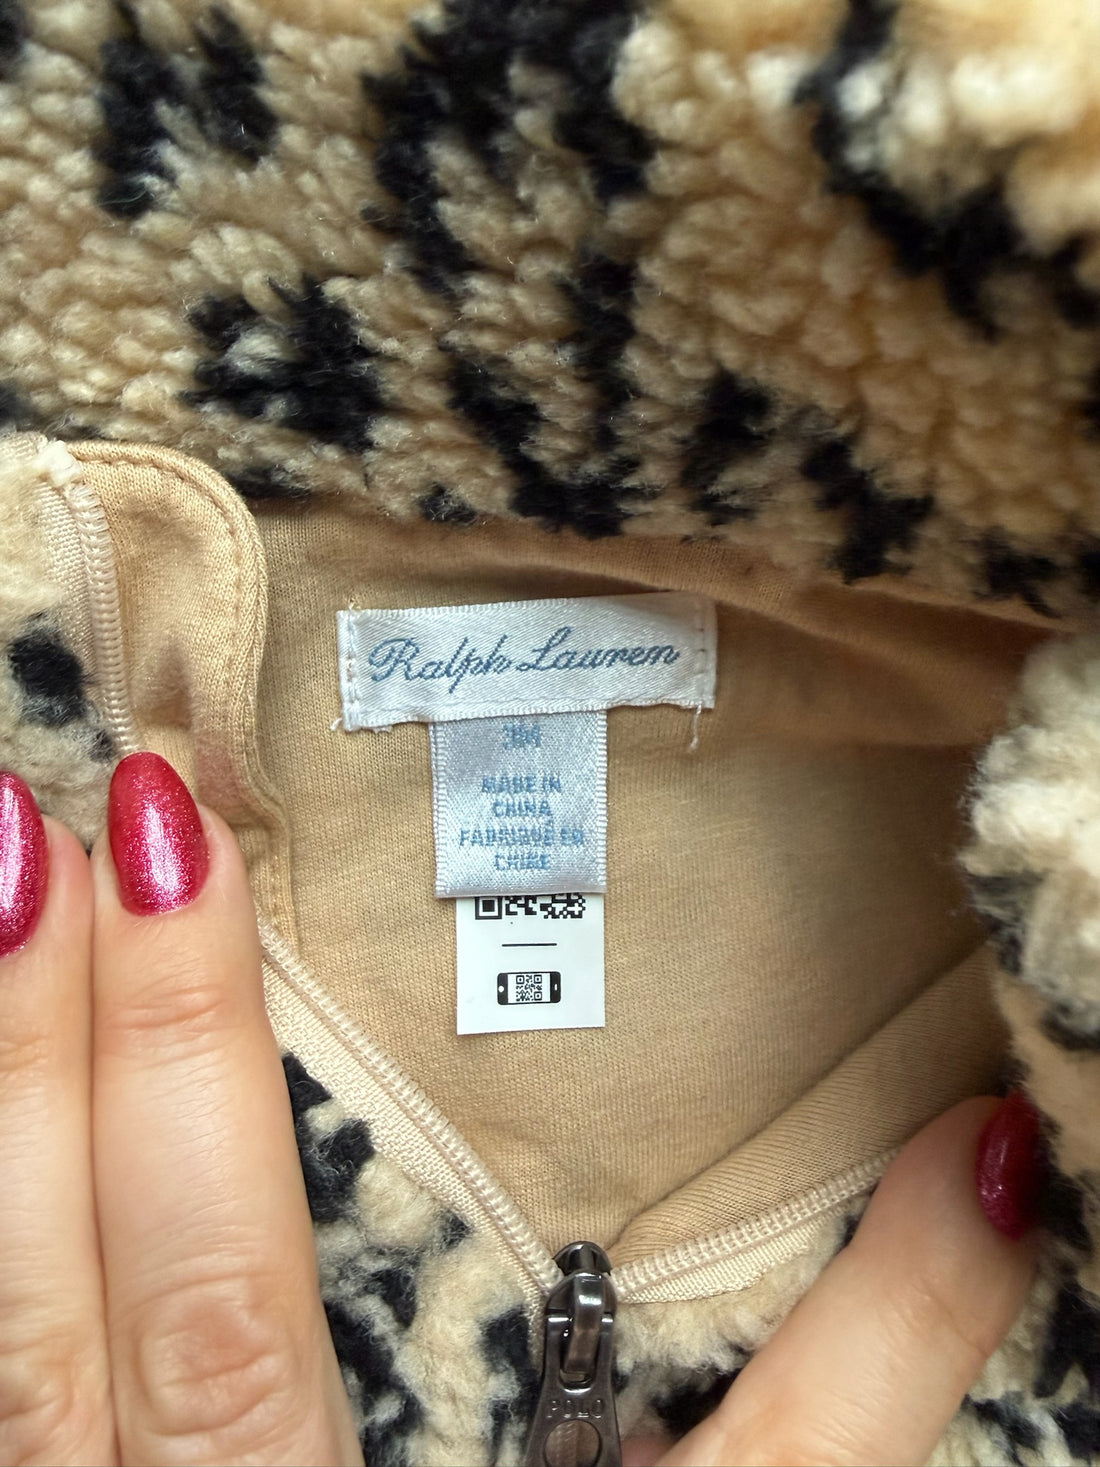 Ralph Lauren
3M
MADE IN
CHINA
FABRIQUÉ EN
CHINE
POLO